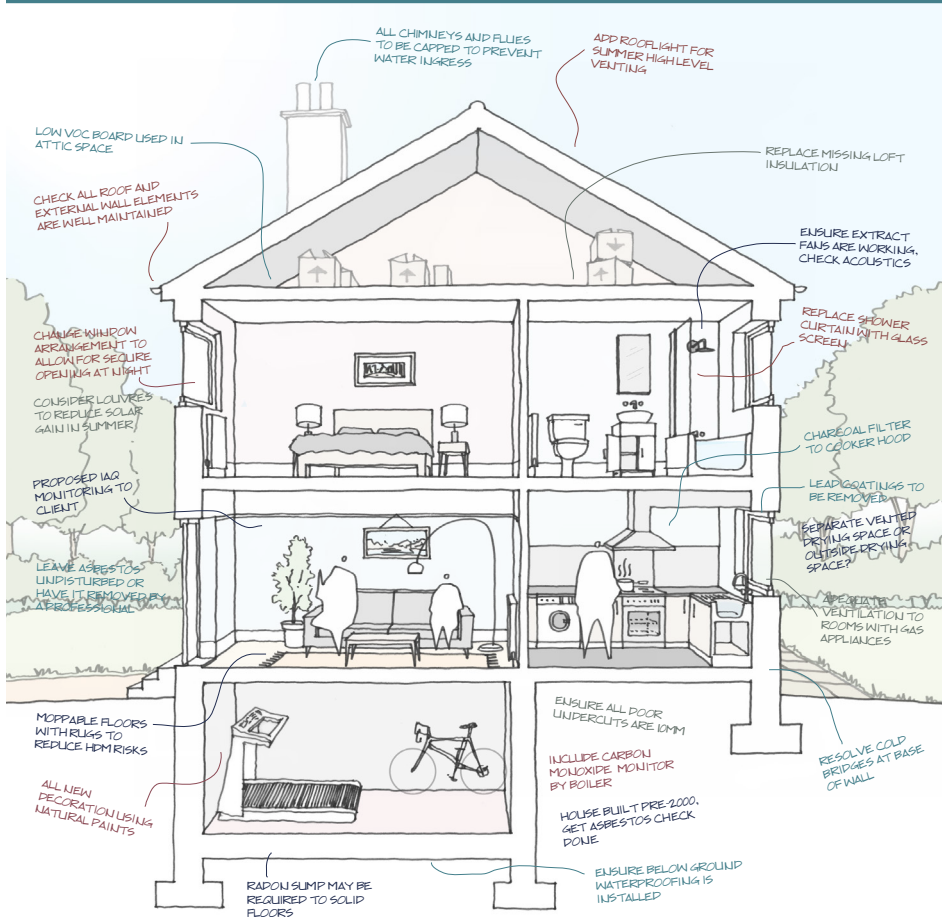 ALL CHIMNEYS AND FLUES
TO BE CAPPED TO PREVENT
WATER INGRESS
ADD ROOFLIGHT FOR
SUMMER HIGH LEVEL
VENTING
LOW VOC BOARD USED IN
ATTIC SPACE
REPLACE MISSING LOFT
INSULATION
CHECK ALL ROOF AND
EXTERNAL WALL ELEMENTS
ARE WELL MAINTAINED
ENSURE EXTRACT
FANS ARE WORKING,
CHECK ACOUSTICS
CHANGE WINDOW
ARRANGEMENT TO
ALLOW FOR SECURE
OPENING AT NIGHT
REPLACE SHOWER
CURTAIN WITH GLASS
SCREEN
CONSIDER LOUVRES
TO REDUCE SOLAR
GAIN IN SUMMER
CHARCOAL FILTER
TO COOKER HOOD
PROPOSED IAQ
MONITORING TO
CLIENT
LEAD COATINGS TO
BE REMOVED
SEPARATE VENTED
DRYING SPACE OR
OUTSIDE DRYING
SPACE?
LEAVE ASBESTOS
UNDISTURBED OR
HAVE IT REMOVED BY
A PROFESSIONAL
ADEQUATE
VENTILATION TO
ROOMS WITH GAS
APPLIANCES
MOPPABLE FLOORS
WITH RUGS TO
REDUCE HDM RISKS
ENSURE ALL DOOR
UNDERCUTS ARE 10MM
RESOLVE COLD
BRIDGES AT BASE
OF WALL
ALL NEW
DECORATION USING
NATURAL PAINTS
INCLUDE CARBON
MONOXIDE MONITOR
BY BOILER
HOUSE BUILT PRE-2000,
GET ASBESTOS CHECK
DONE
RADON SUMP MAY BE
REQUIRED TO SOLID
FLOORS
ENSURE BELOW GROUND
WATERPROOFING IS
INSTALLED